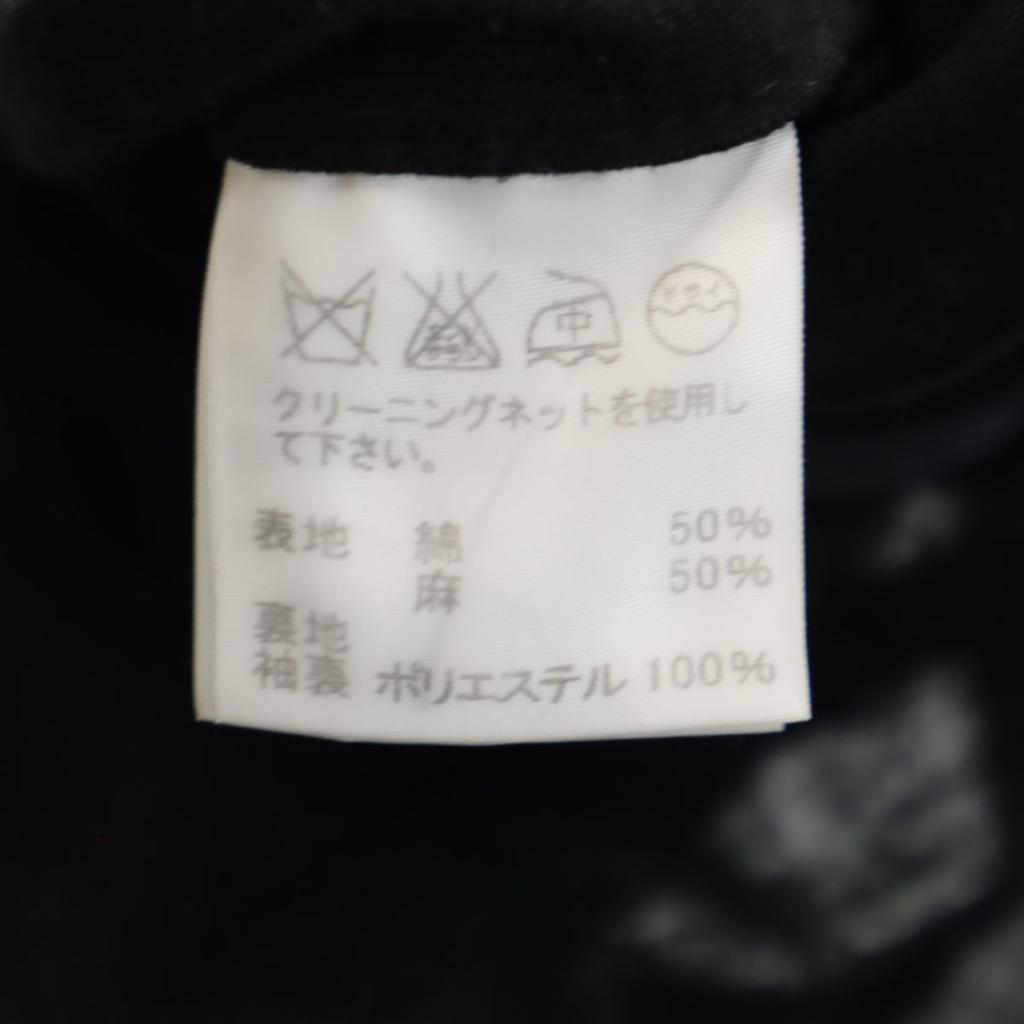 中
クリーニングネットを使用し
て下さい。
表地 綿 50%
麻 50%
裏地
袖裏 ポリエステル 100%